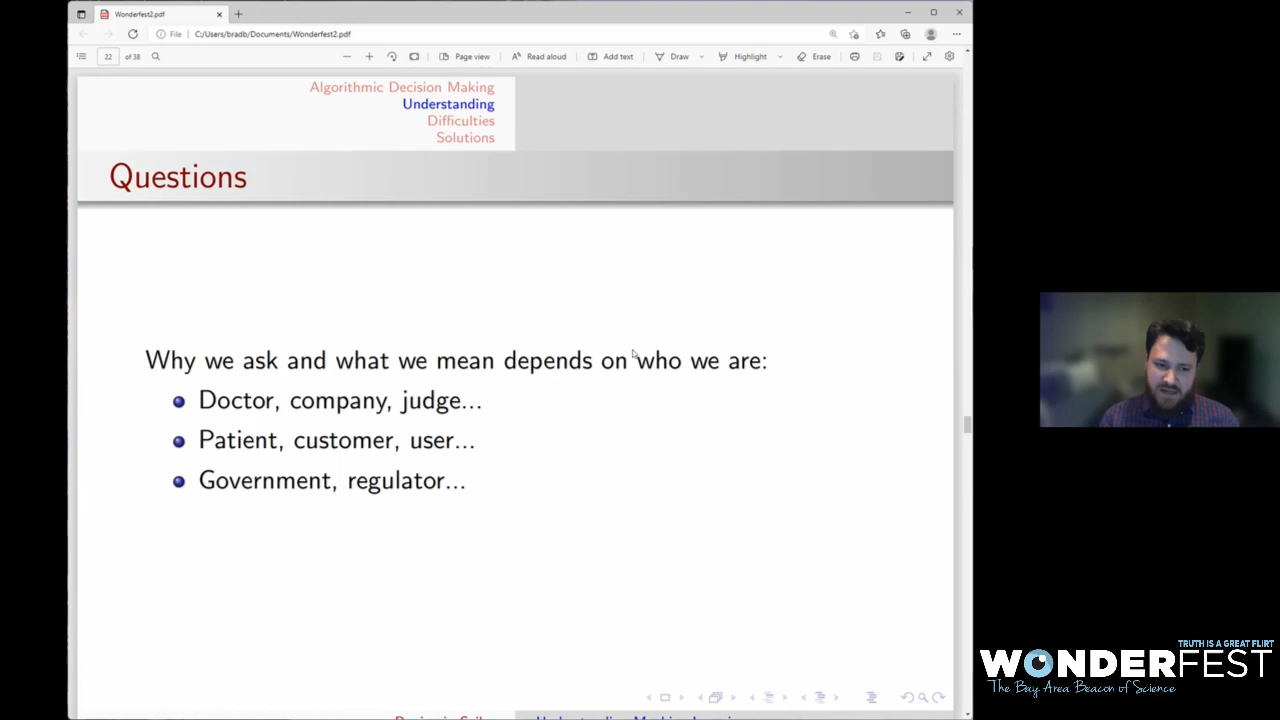 Wonderfest2.pdf
File
C:/Users/bradb/Documents/Wonderfest2.pdf
22
of 38
Page view
Read aloud
Add text
Draw
Highlight
Erase
Algorithmic Decision Making
Understanding
Difficulties
Solutions
Questions
Why we ask and what we mean depends on who we are:
Doctor, company, judge...
Patient, customer, user...
Government, regulator...
TRUTH IS A GREAT FLIRT
WONDERFEST
The Bay Area Beacon of Science